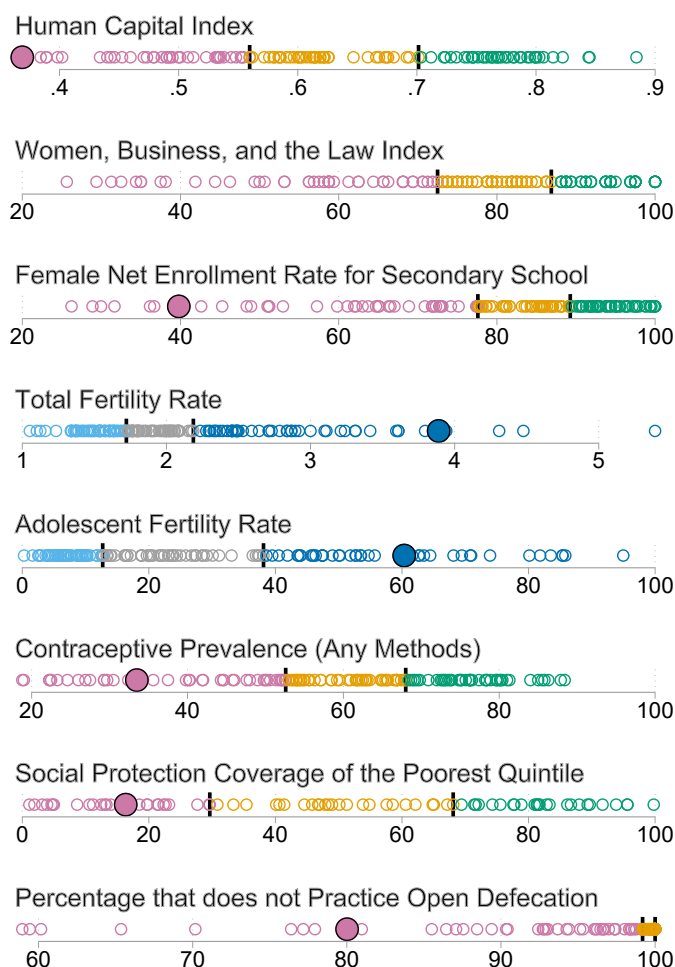 Human Capital Index
.4 .5 .6 .7 .8 .9
Women, Business, and the Law Index
20 40 60 80 100
Female Net Enrollment Rate for Secondary School
20 40 60 80 100
Total Fertility Rate
1 2 3 4 5
Adolescent Fertility Rate
0 20 40 60 80 100
Contraceptive Prevalence (Any Methods)
20 40 60 80 100
Social Protection Coverage of the Poorest Quintile
0 20 40 60 80 100
Percentage that does not Practice Open Defecation
60 70 80 90 100